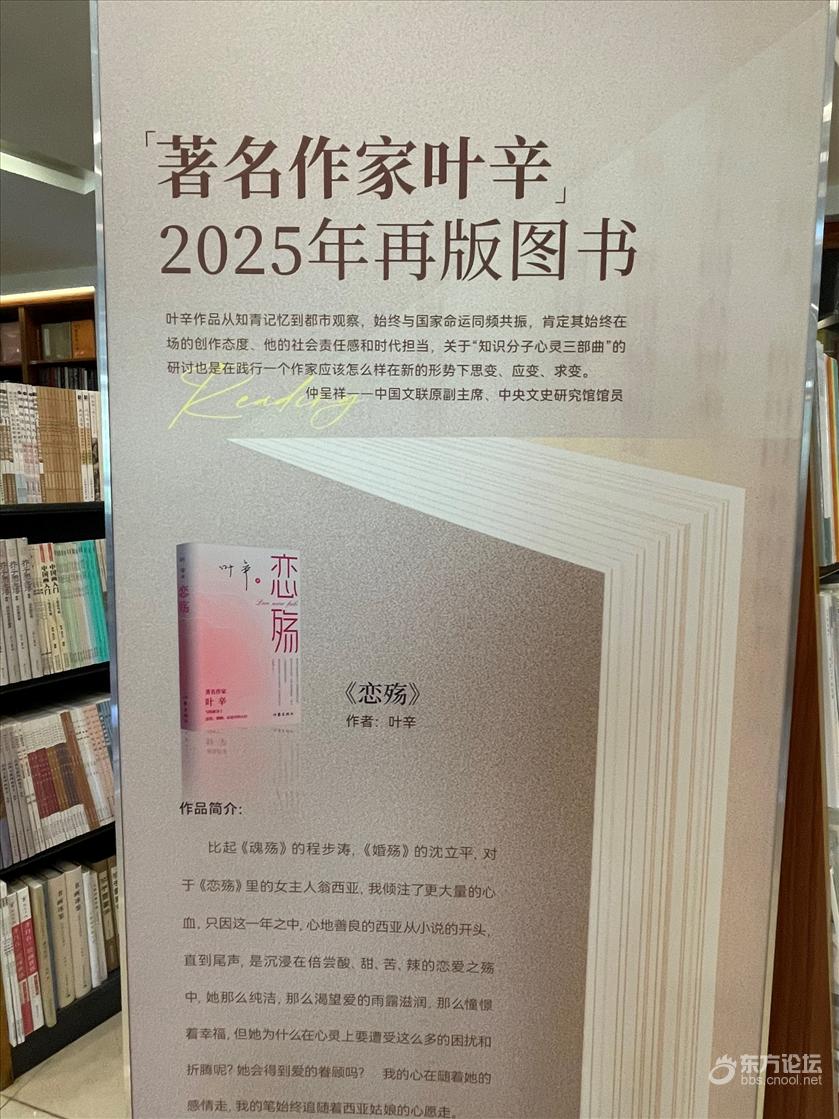 「著名作家叶辛」
2025年再版图书
叶辛作品从知青记忆到都市观察，始终与国家命运同频共振，肯定其始终在
场的创作态度、他的社会责任感和时代担当，关于“知识分子心灵三部曲”的
研讨也是在践行一个作家应该怎么样在新的形势下思变、应变、求变。
仲呈祥——中国文联原副主席、中央文史研究馆馆员
Reading
叶辛
恋殇
恋殇
著名作家
叶辛
《恋殇》
作者：叶辛
作品简介：
比起《魂殇》的程步涛，《婚殇》的沈立平，对
于《恋殇》里的女主人翁西亚，我倾注了更大量的心
血，只因这一年之中，心地善良的西亚从小说的开头，
直到尾声，是沉浸在倍尝酸、甜、苦、辣的恋爱之殇
中，她那么纯洁，那么渴望爱的雨露滋润，那么憧憬
着幸福，但她为什么在心灵上要遭受这么多的困扰和
折腾呢？她会得到爱的眷顾吗？ 我的心在随着她的
感情走，我的笔始终追随着西亚姑娘的心愿走。
东方论坛
bbs.cnool.net